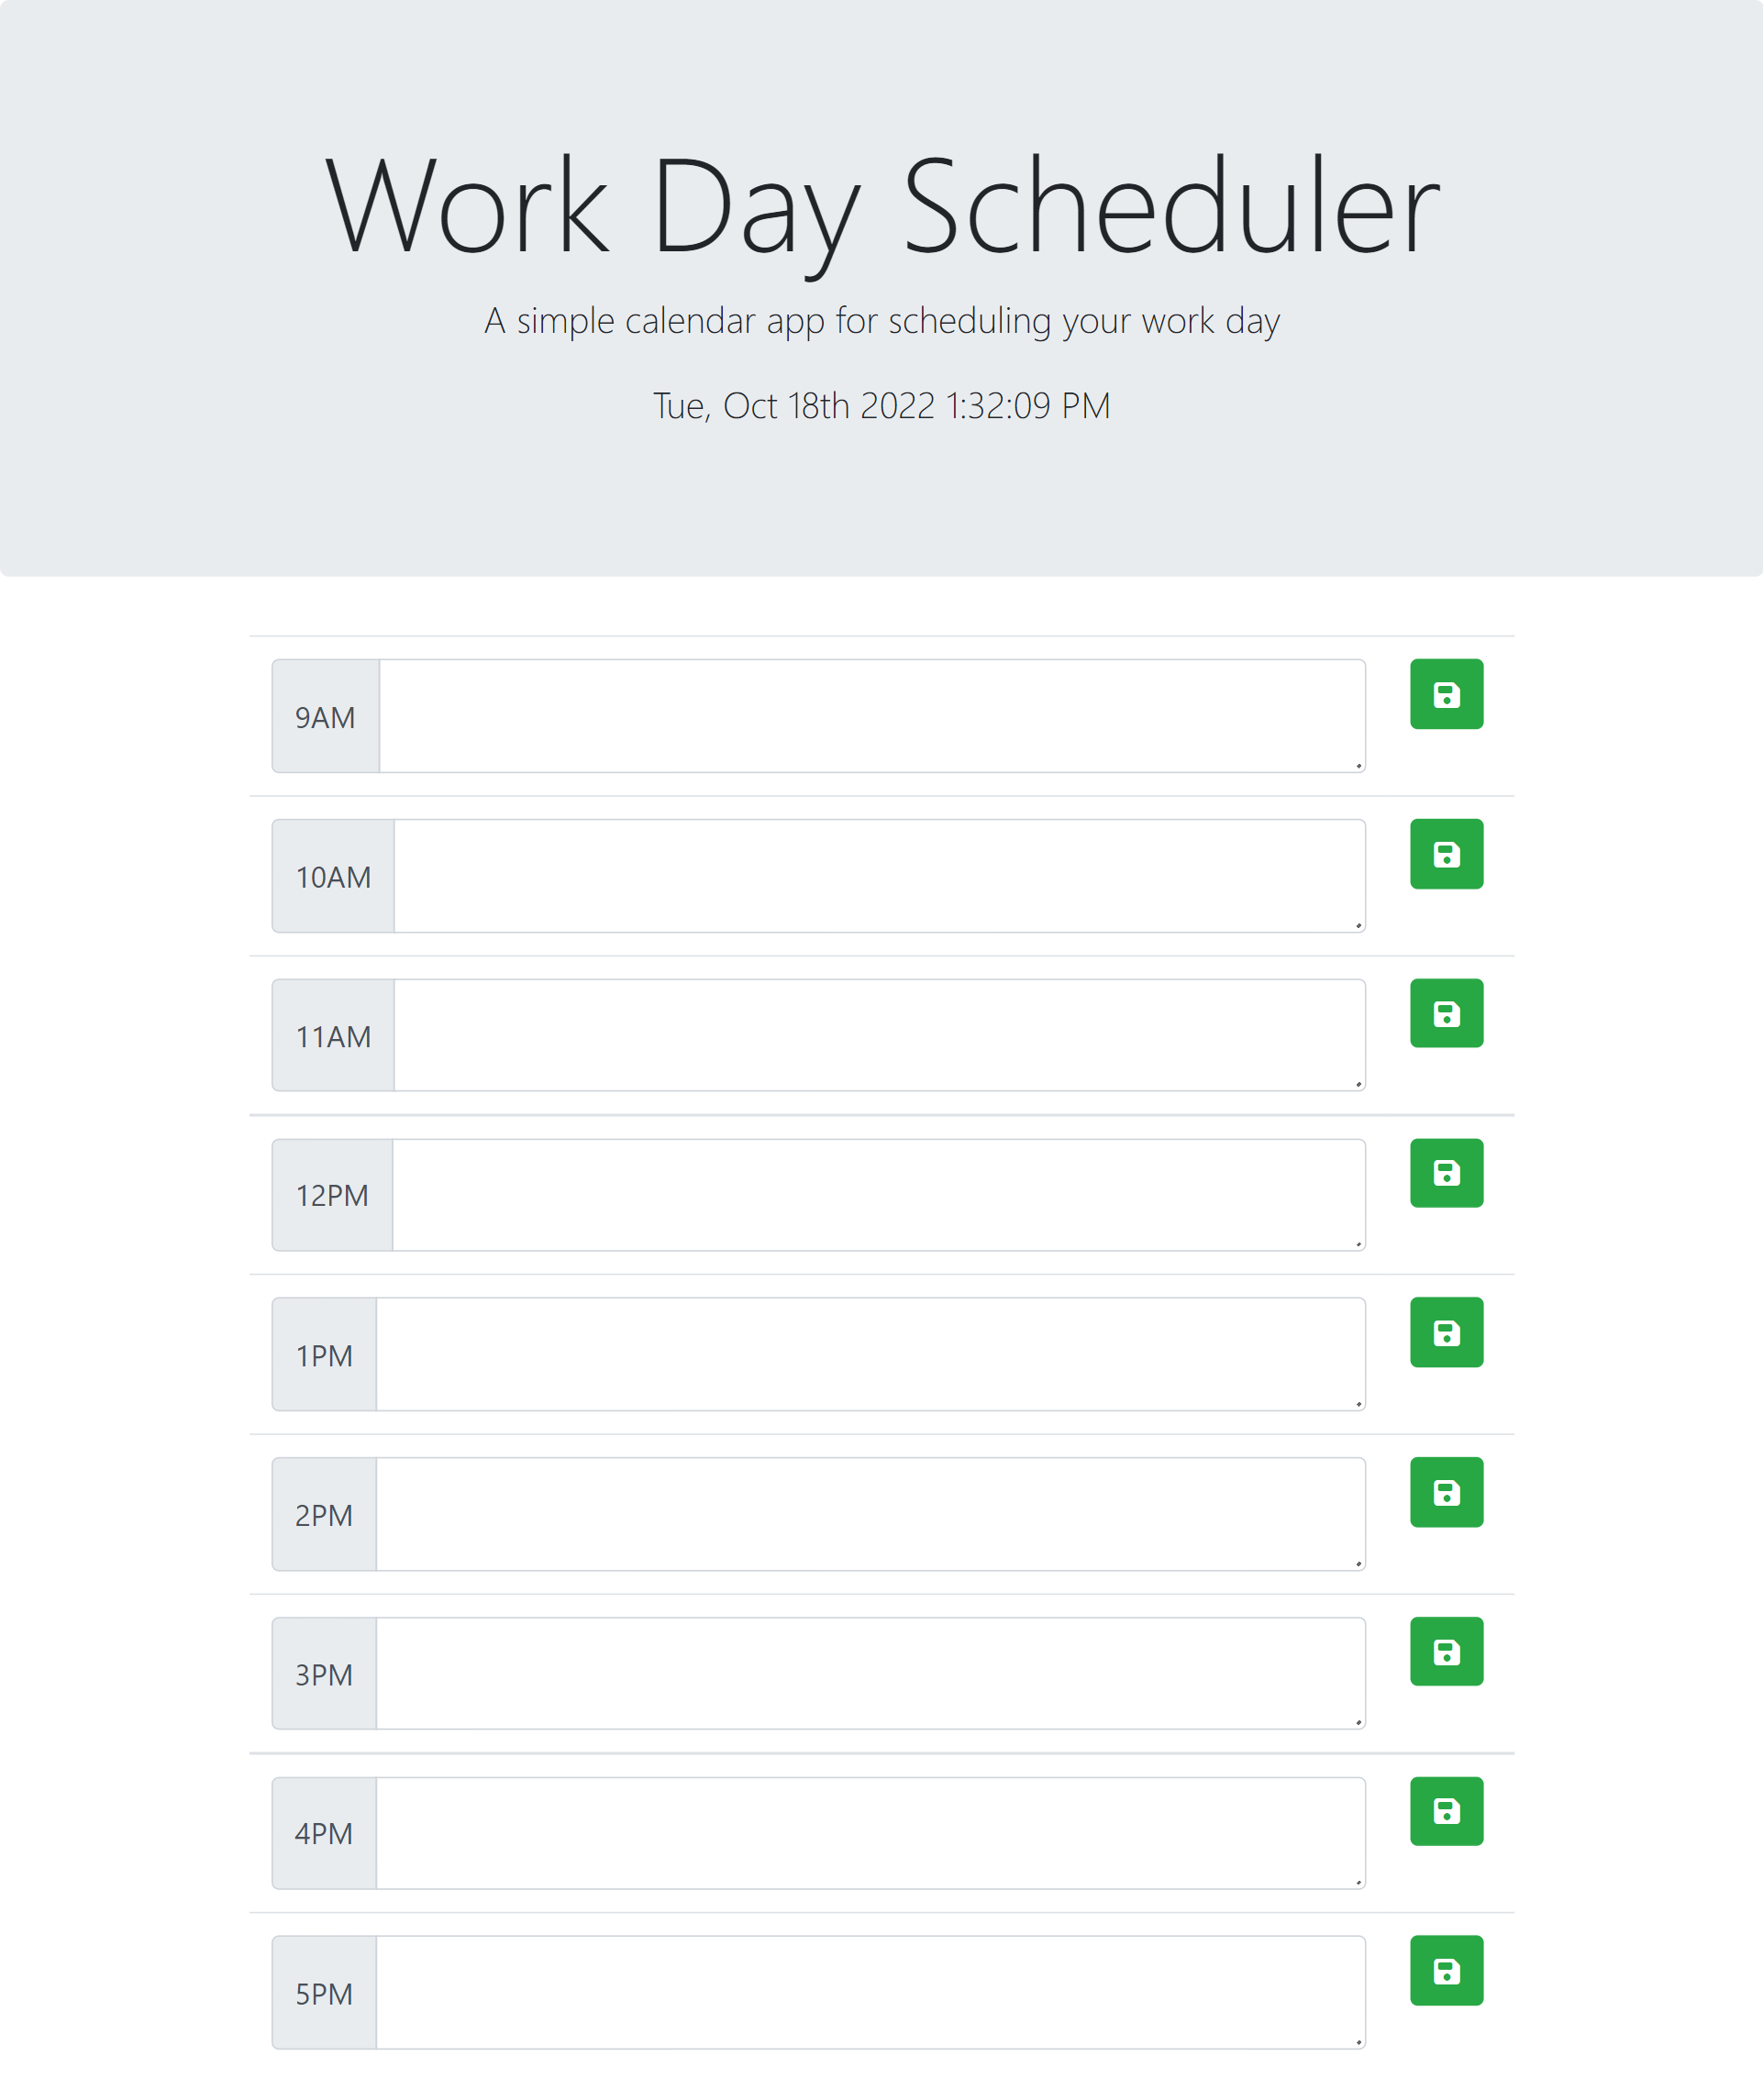 Work Day Scheduler
A simple calendar app for scheduling your work day
Tue, Oct 18th 2022 1:32:09 PM
9AM
10AM
11AM
12PM
1PM
2PM
3PM
4PM
5PM